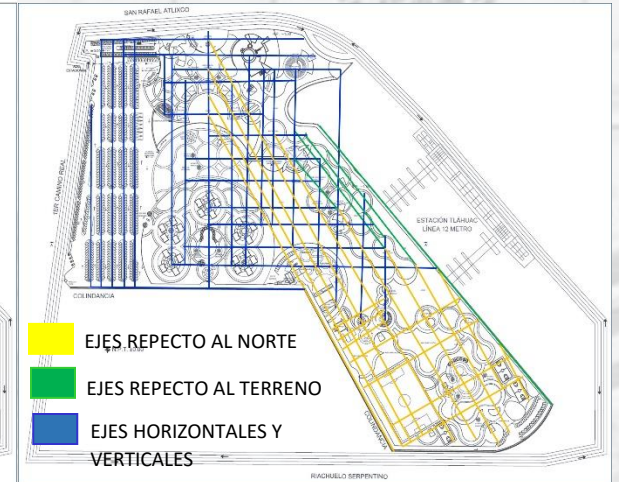 SAN RAFAEL ATLIXCO
1ER CAMINO REAL
ESTACIÓN TLÁHUAC
LÍNEA 12 METRO
COLINDANCIA
EJES REPECTO AL NORTE
EJES REPECTO AL TERRENO
EJES HORIZONTALES Y
VERTICALES
COLINDANCIA
RIACHUELO SERPENTINO